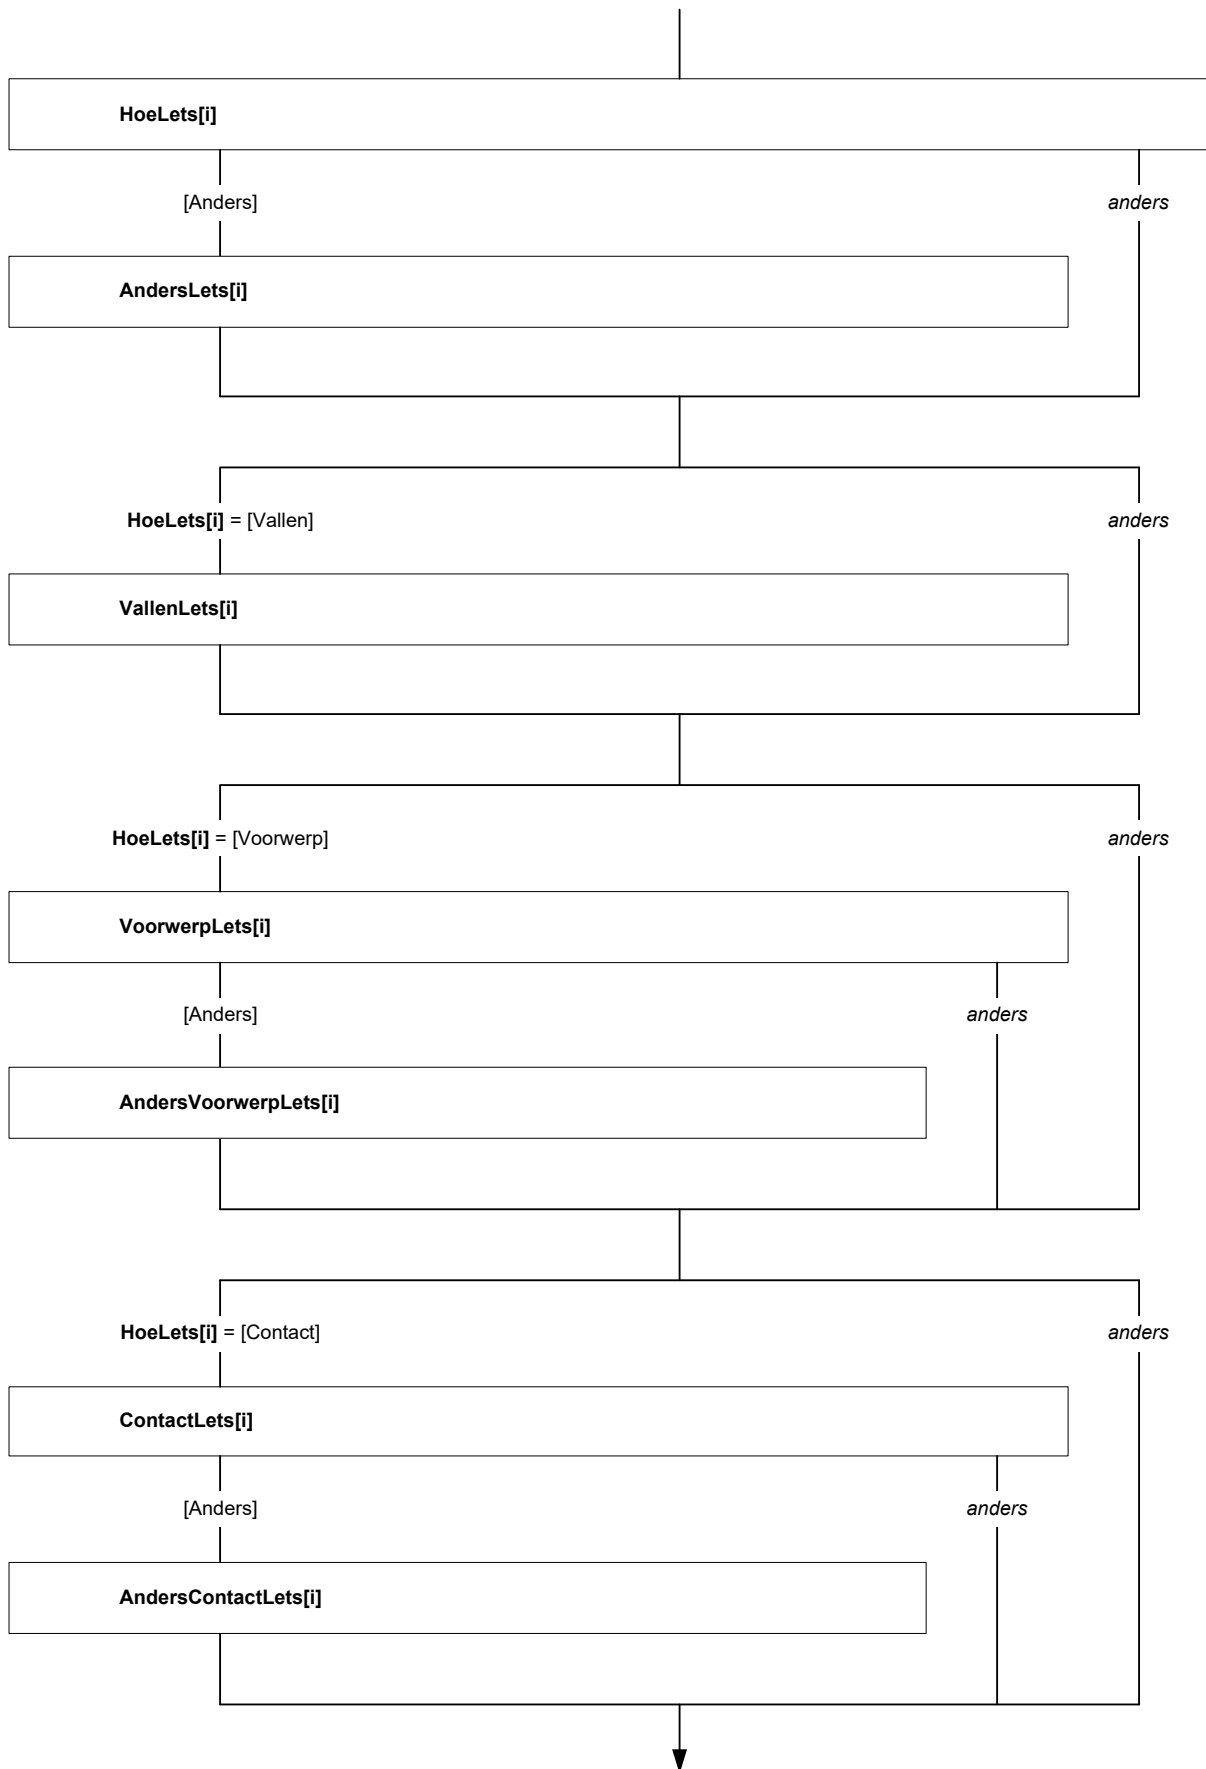 HoeLets[i]
[Anders] anders
AndersLets[i]
HoeLets[i] = [Vallen] anders
VallenLets[i]
HoeLets[i] = [Voorwerp] anders
VoorwerpLets[i]
[Anders] anders
AndersVoorwerpLets[i]
HoeLets[i] = [Contact] anders
ContactLets[i]
[Anders] anders
AndersContactLets[i]